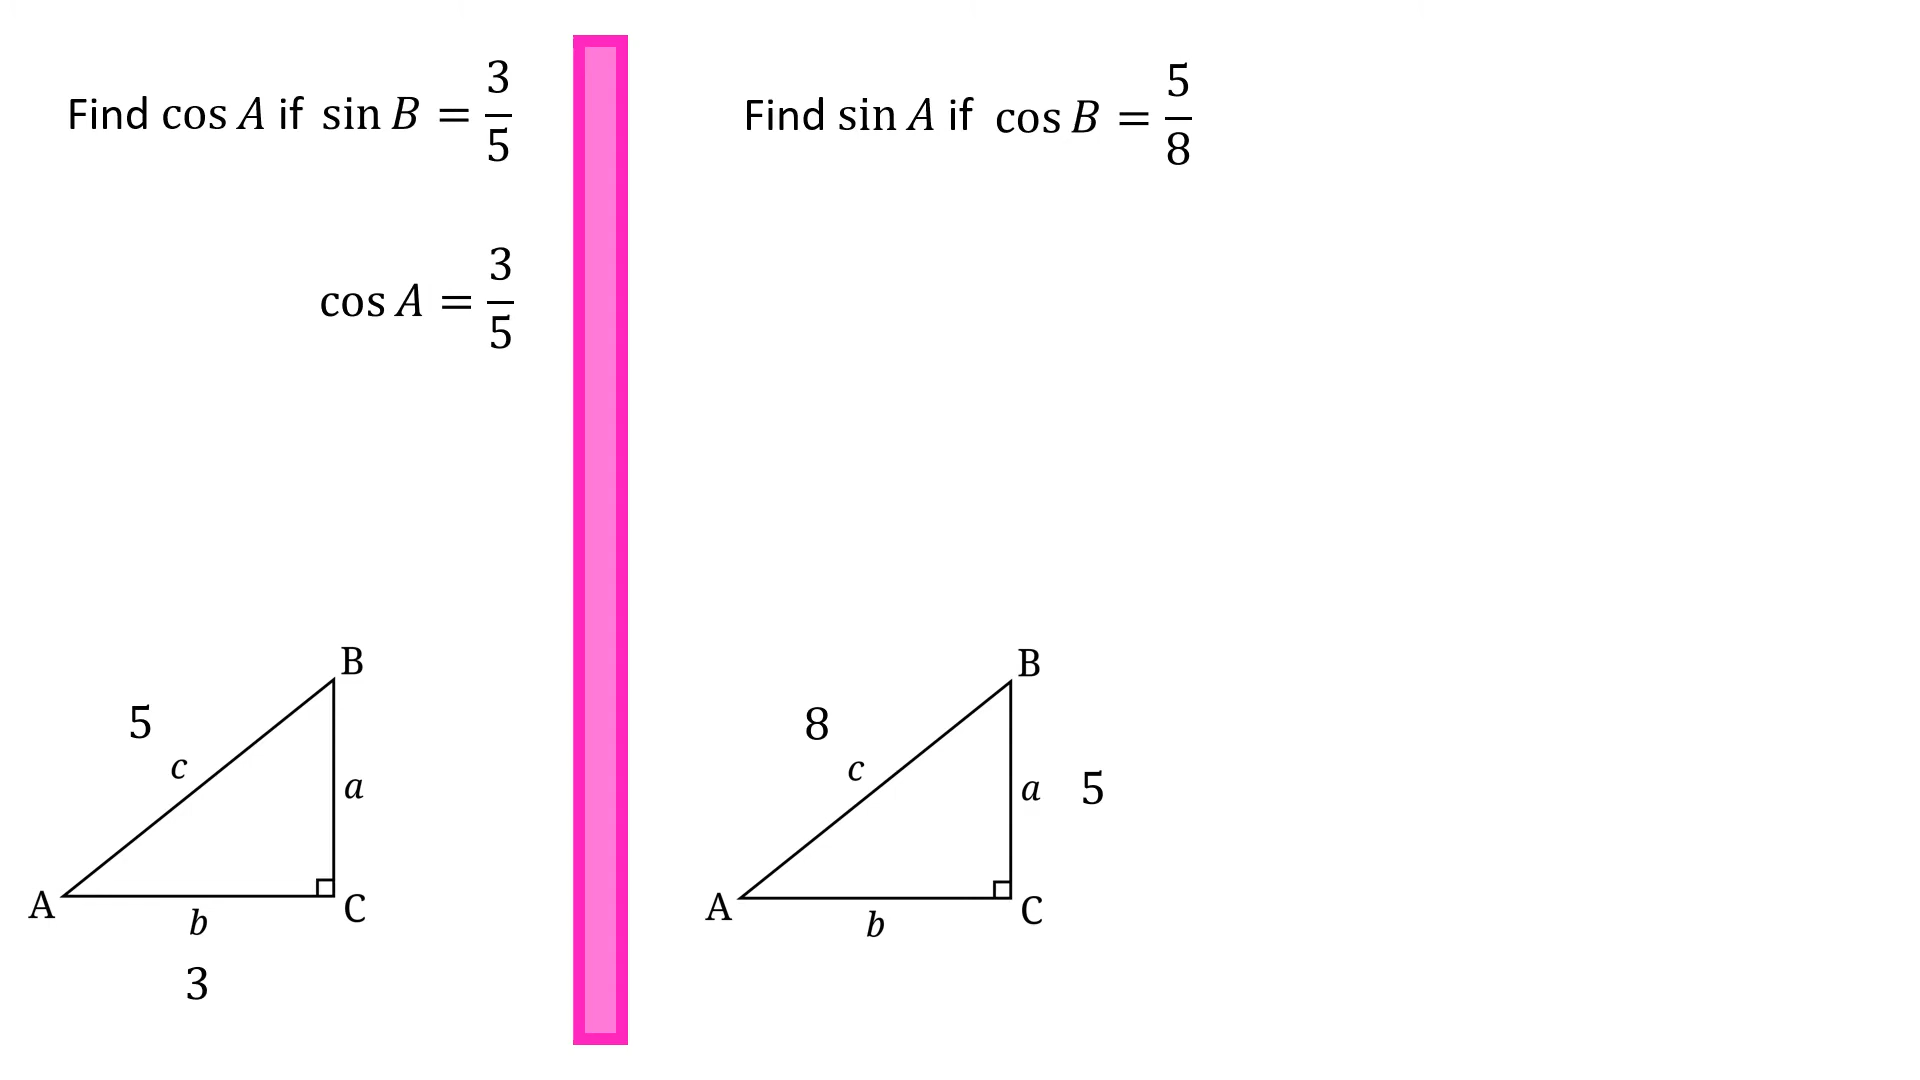 Find cos A if sin B = 3/5
cos A = 3/5
B
5
c
a
A
b
C
3
Find sin A if cos B = 5/8
B
8
c
a 5
A
b
C